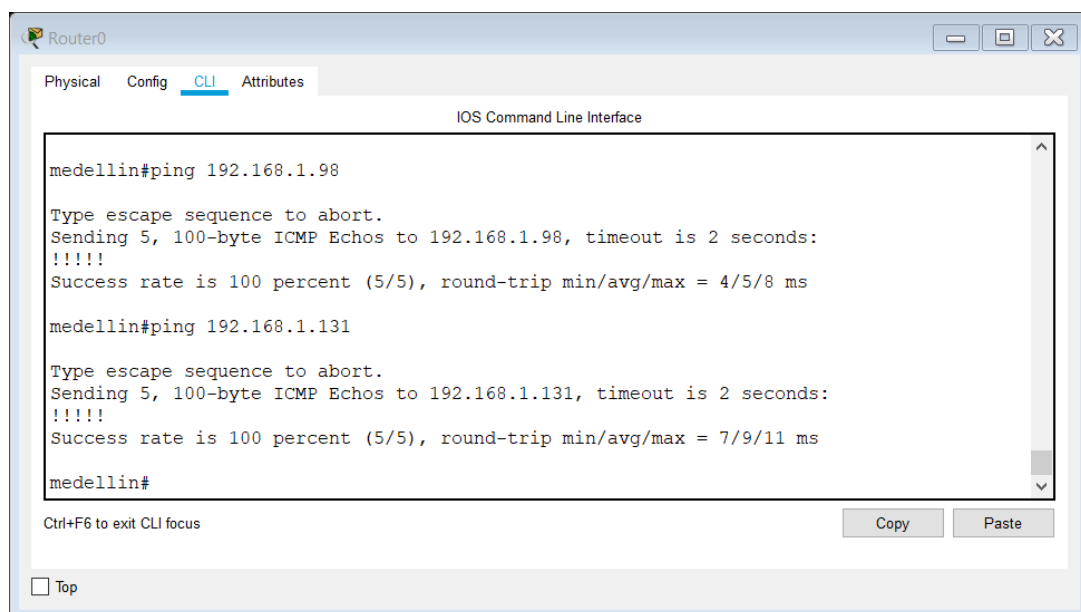 Router0
Physical Config CLI Attributes
IOS Command Line Interface
medellin#ping 192.168.1.98
Type escape sequence to abort.
Sending 5, 100-byte ICMP Echos to 192.168.1.98, timeout is 2 seconds:
!!!!!
Success rate is 100 percent (5/5), round-trip min/avg/max = 4/5/8 ms
medellin#ping 192.168.1.131
Type escape sequence to abort.
Sending 5, 100-byte ICMP Echos to 192.168.1.131, timeout is 2 seconds:
!!!!!
Success rate is 100 percent (5/5), round-trip min/avg/max = 7/9/11 ms
medellin#
Ctrl+F6 to exit CLI focus
Copy Paste
Top